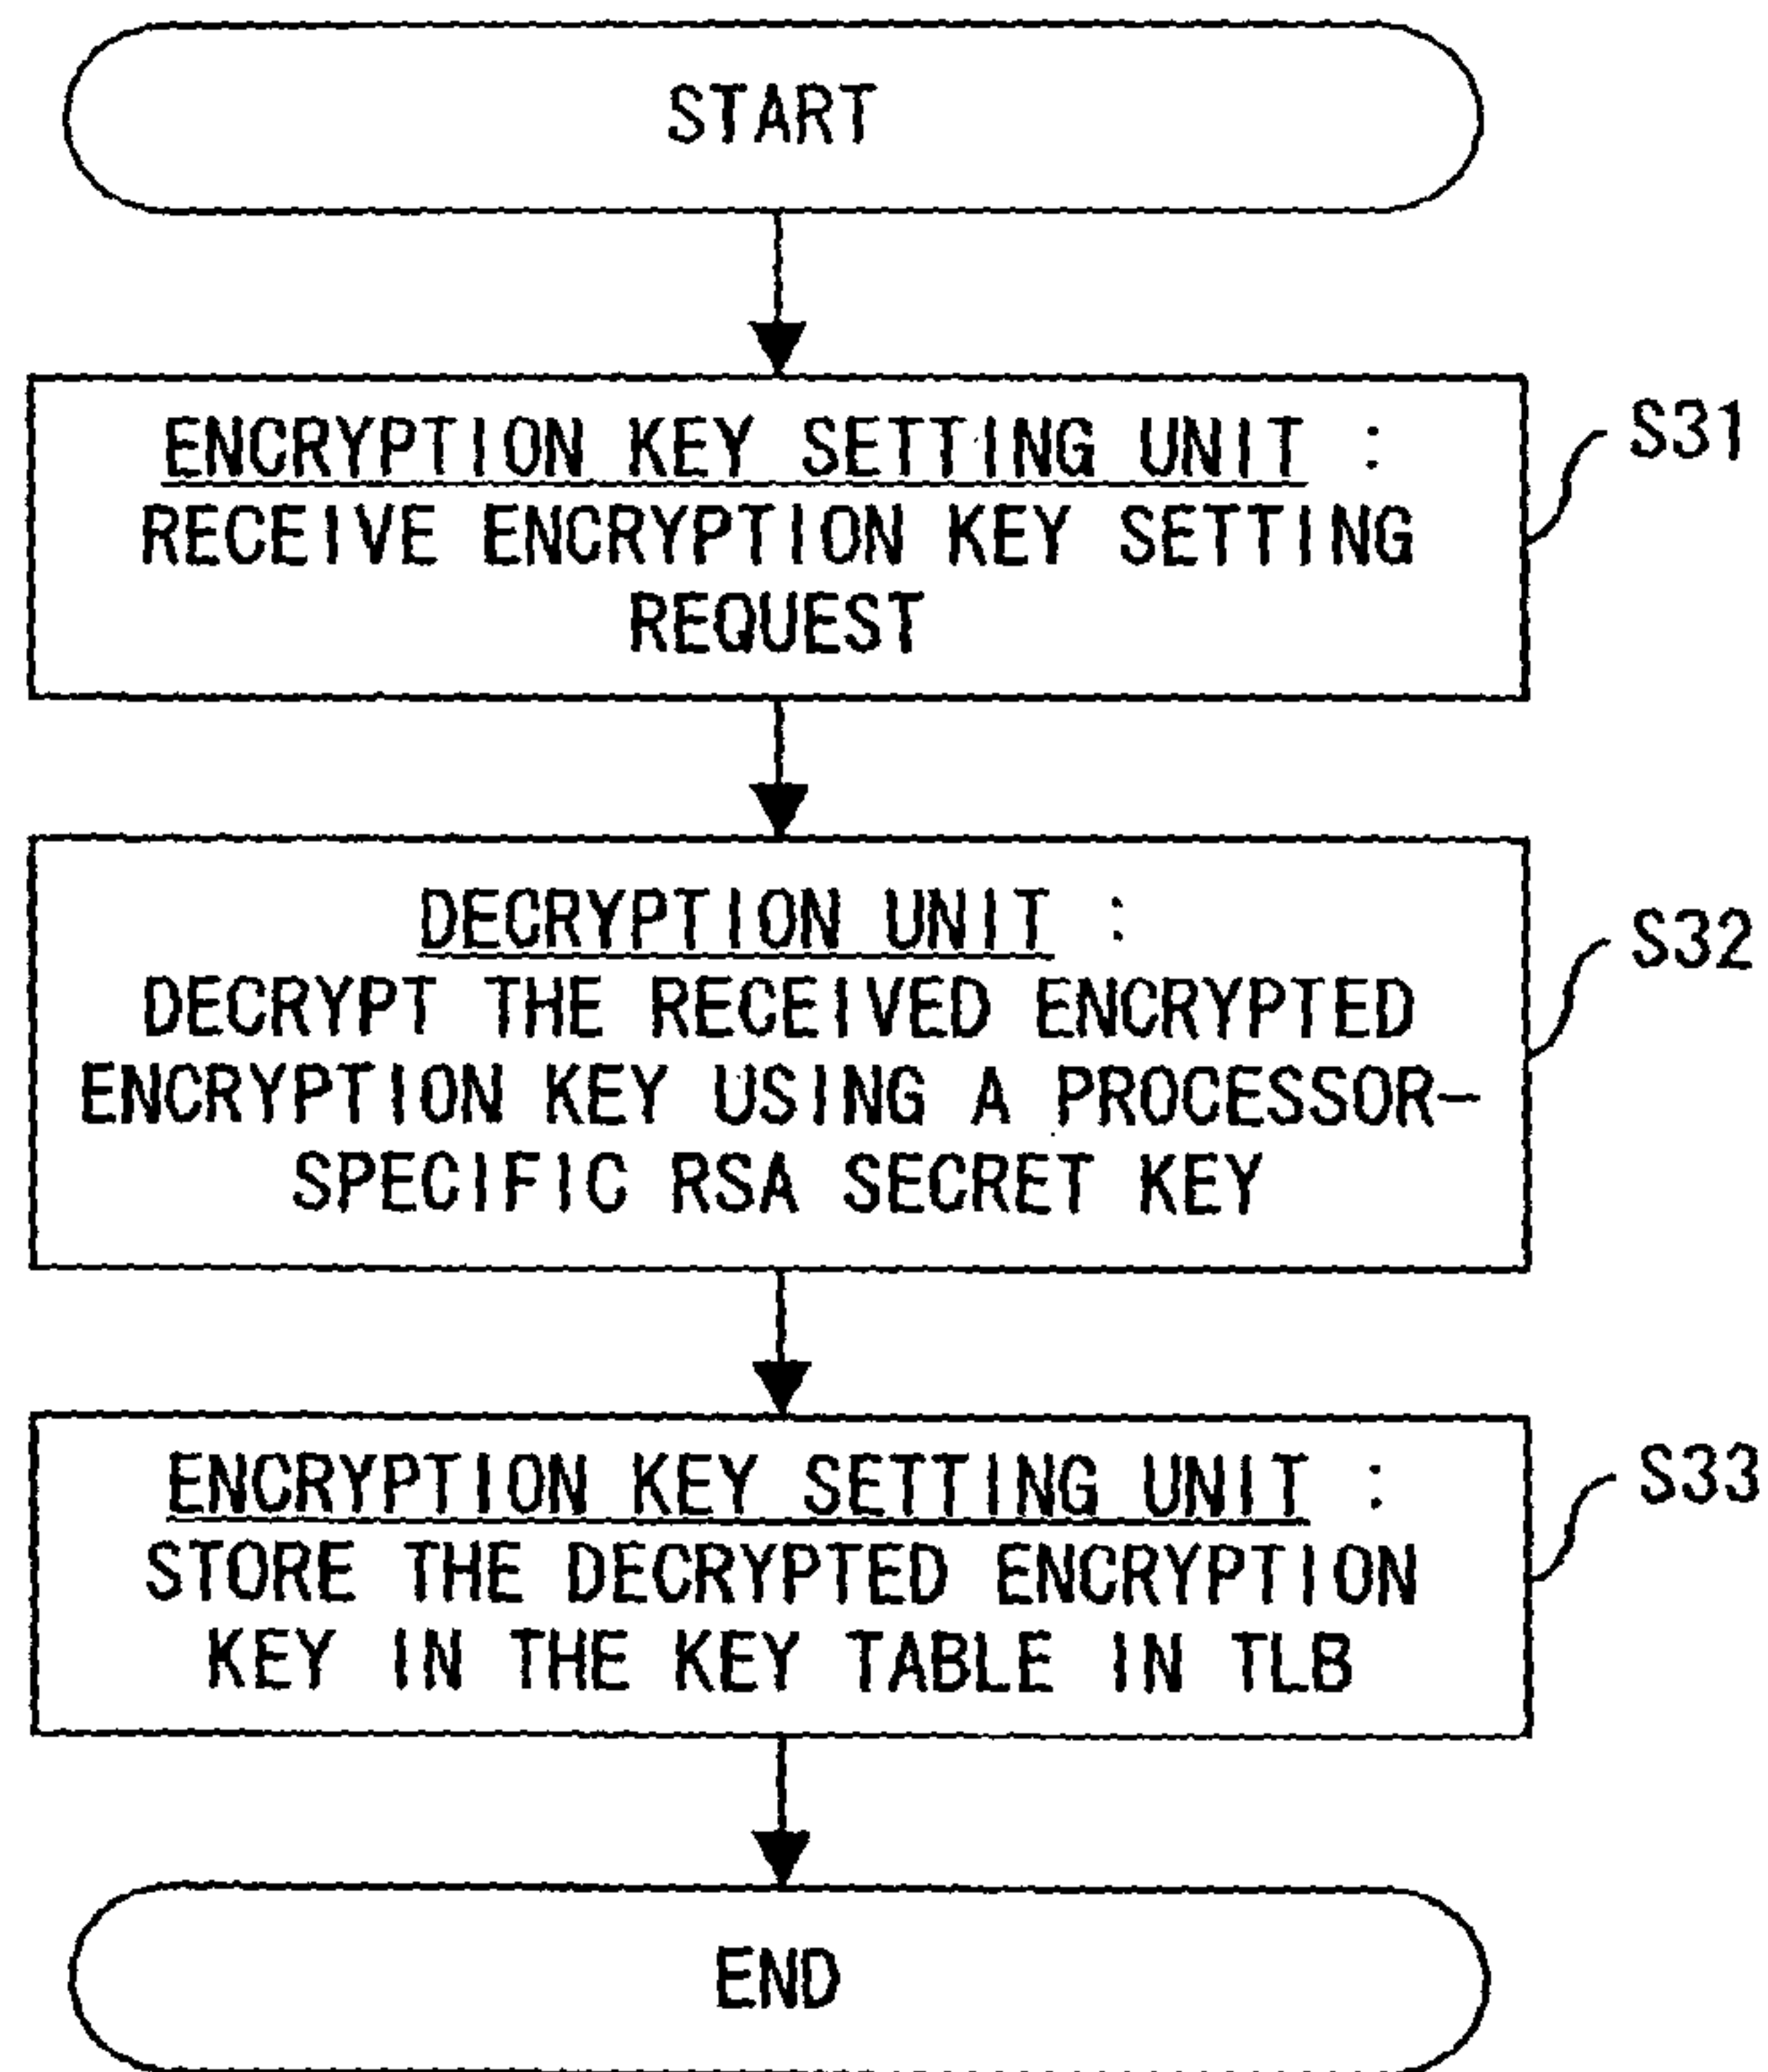 START
ENCRYPTION KEY SETTING UNIT :
S31
RECEIVE ENCRYPTION KEY SETTING
REQUEST
DECRYPTION UNIT :
S32
DECRYPT THE RECEIVED ENCRYPTED
ENCRYPTION KEY USING A PROCESSOR-
SPECIFIC RSA SECRET KEY
ENCRYPTION KEY SETTING UNIT :
S33
STORE THE DECRYPTED ENCRYPTION
KEY IN THE KEY TABLE IN TLB
END